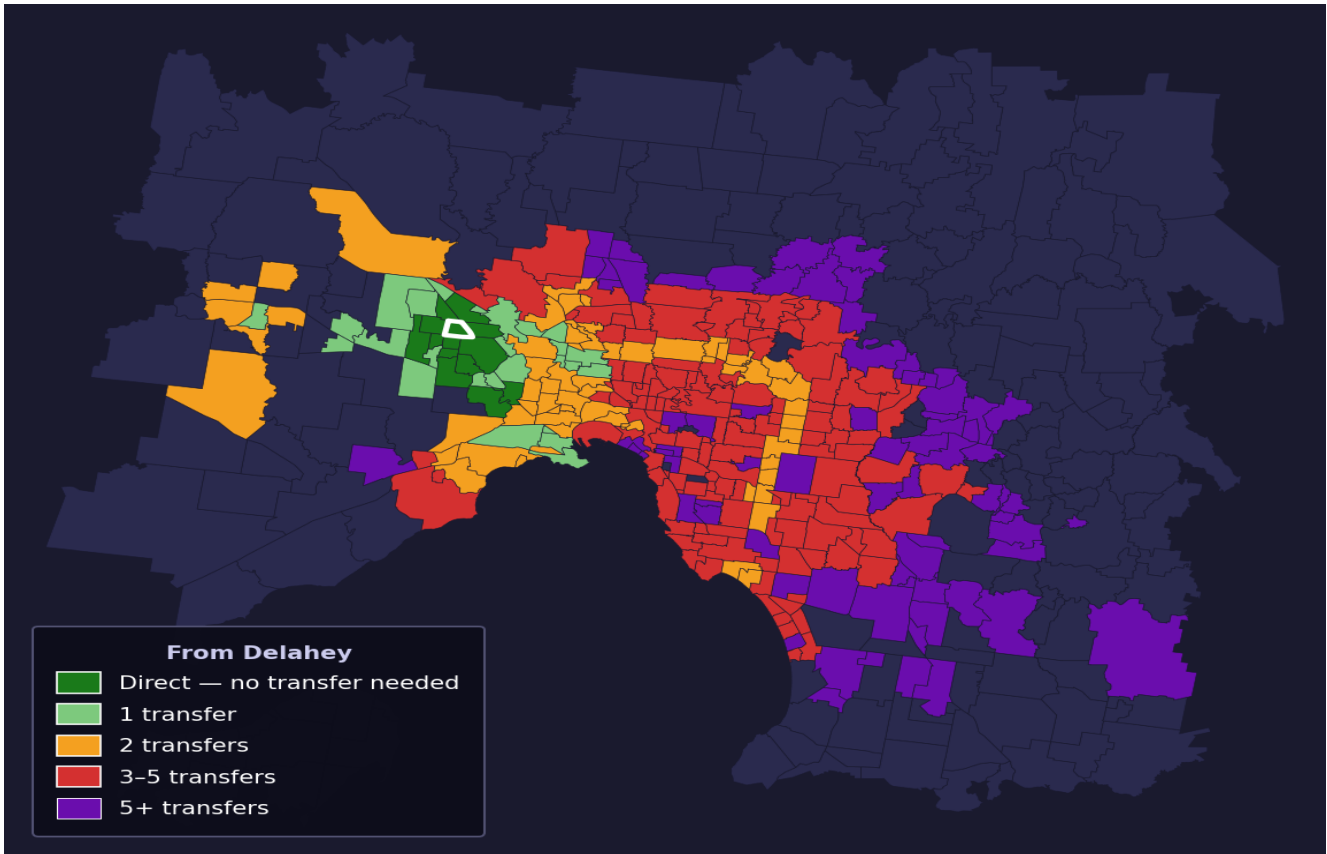 From Delahey
Direct — no transfer needed
1 transfer
2 transfers
3–5 transfers
5+ transfers